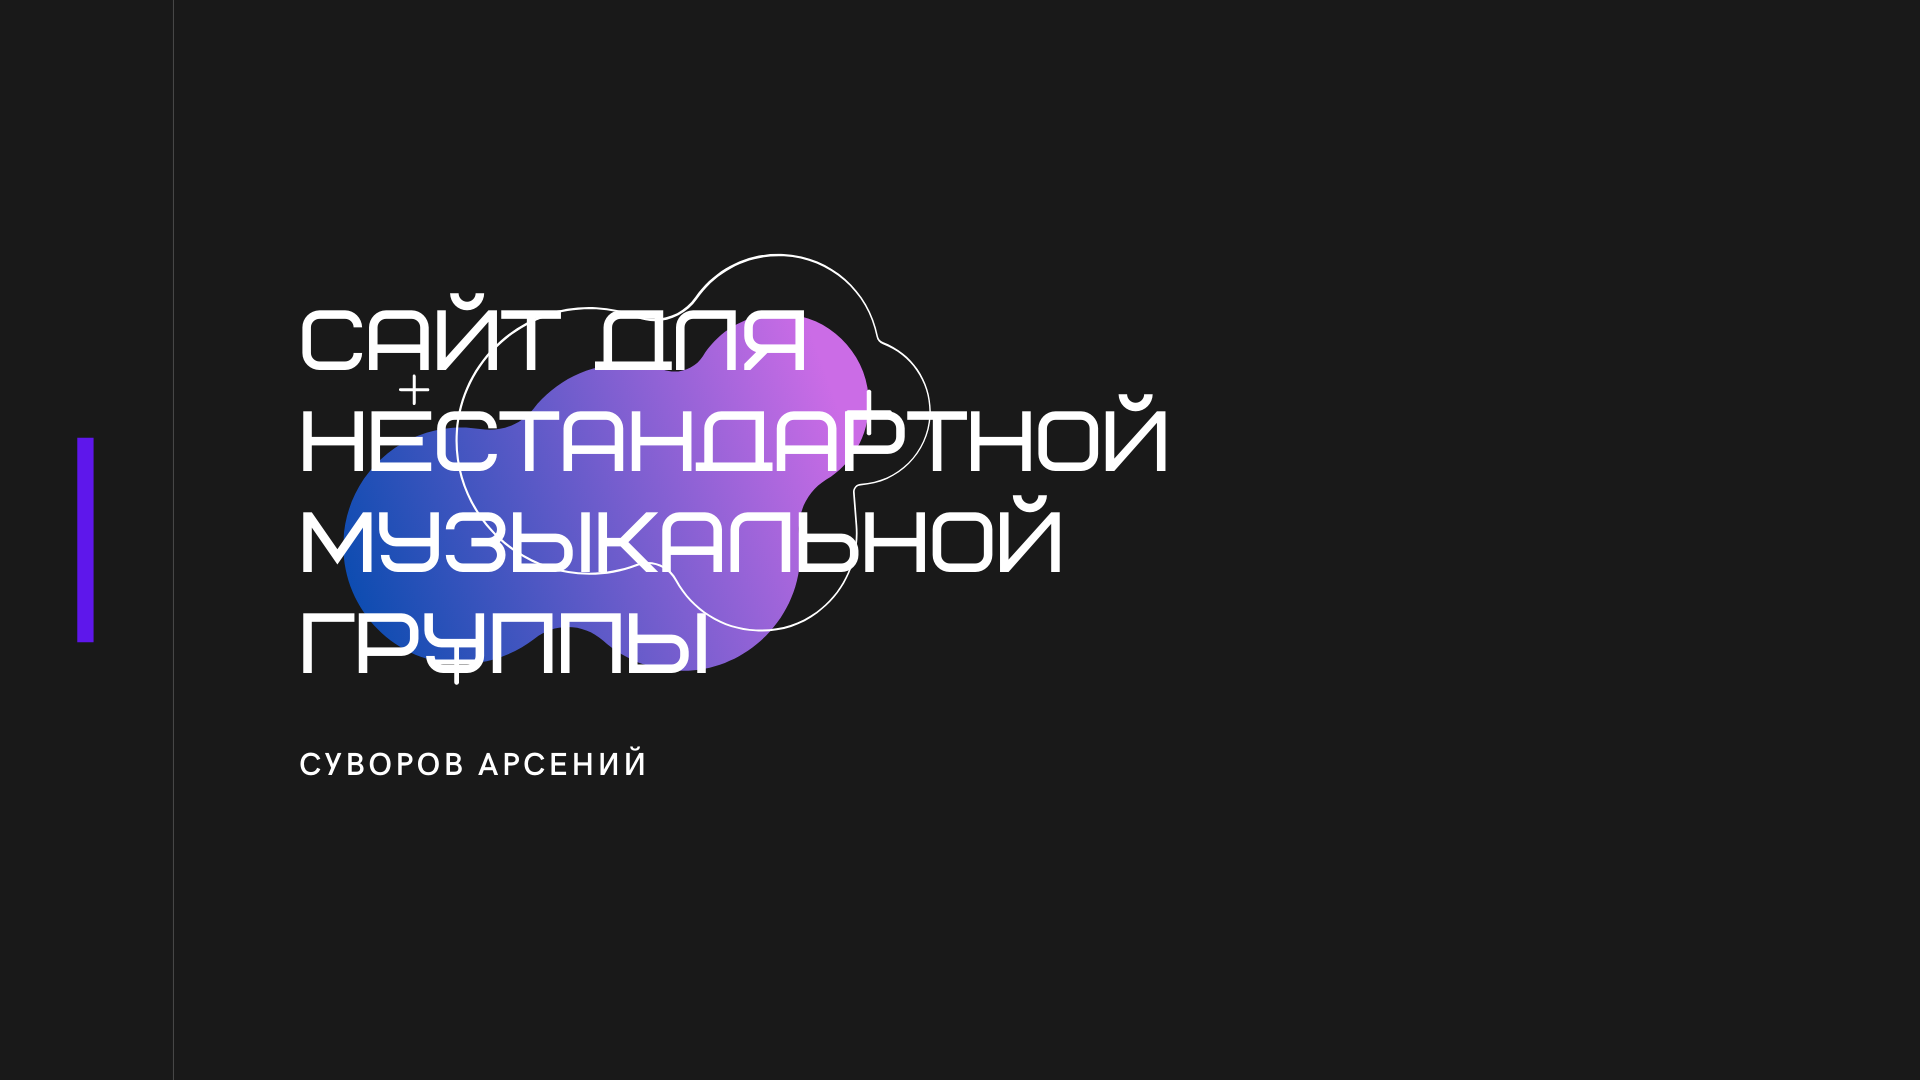 САЙТ ДЛЯ
НЕСТАНДАРТНОЙ
МУЗЫКАЛЬНОЙ
ГРУППЫ
СУВОРОВ АРСЕНИЙ